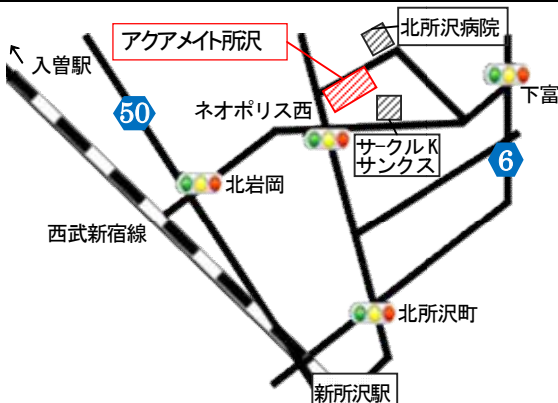 北所沢病院
アクアメイト所沢
入曽駅
下富
50
ネオポリス西
サークルK
サンクス
6
北岩岡
西武新宿線
北所沢町
新所沢駅